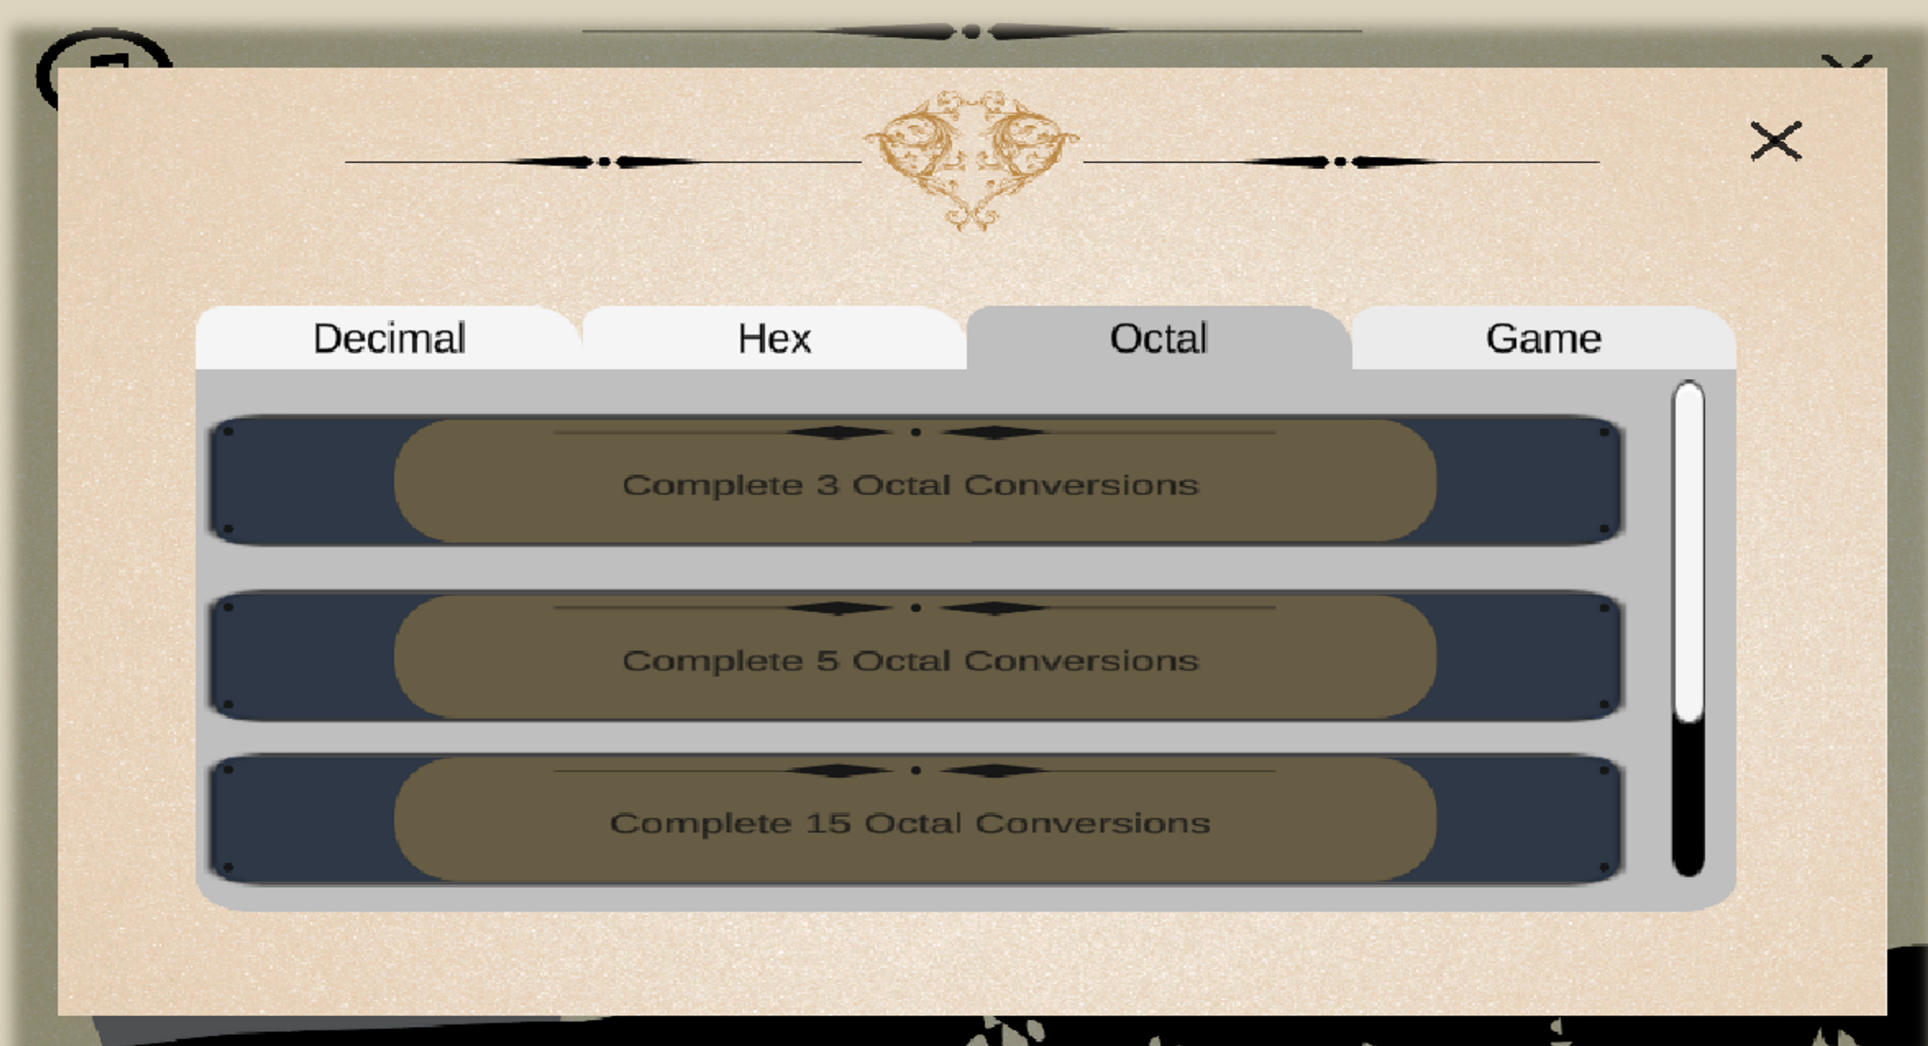 Decimal
Hex
Octal
Game
Complete 3 Octal Conversions
Complete 5 Octal Conversions
Complete 15 Octal Conversions